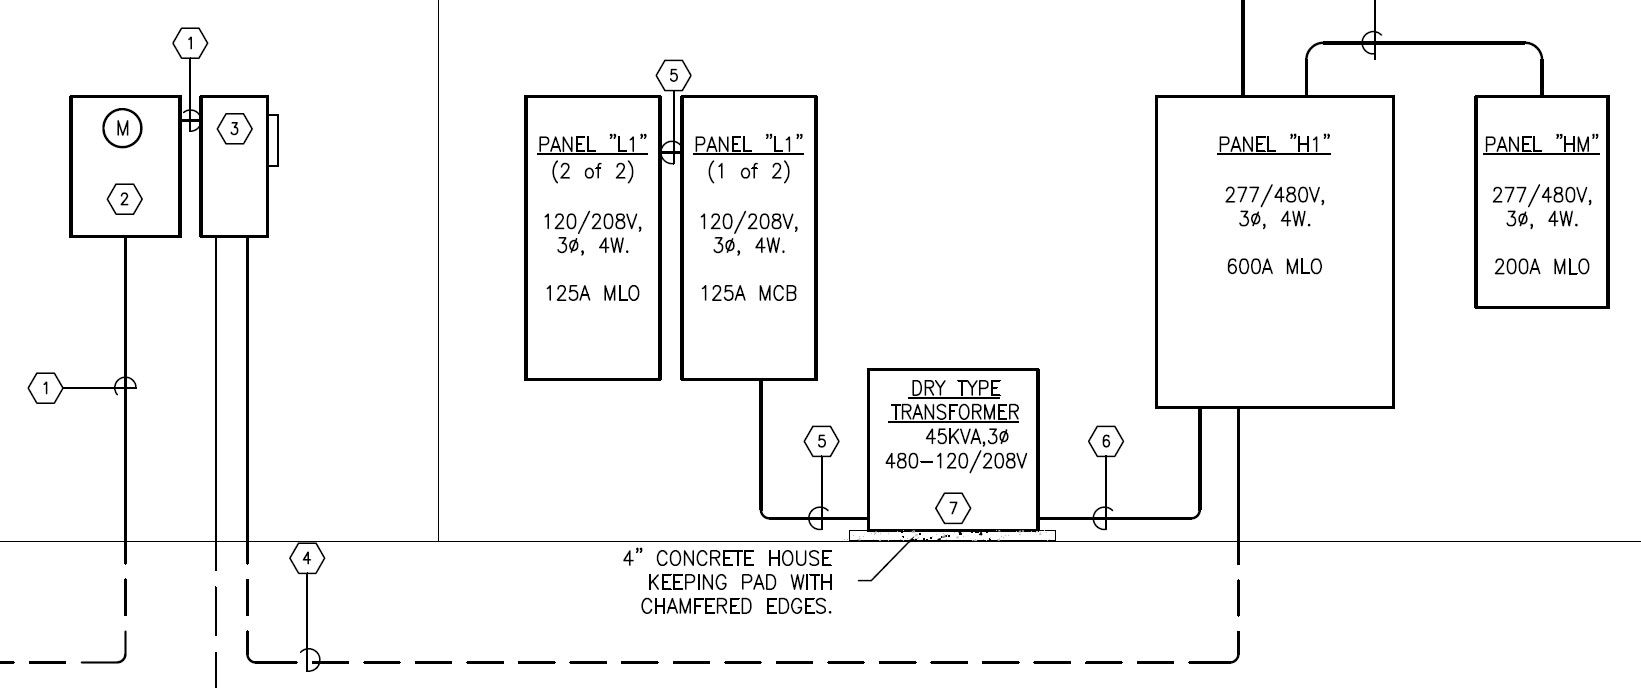 1
5
M
3
2
PANEL "L1"
(2 of 2)
120/208V,
3ø, 4W.
125A MLO
PANEL "L1"
(1 of 2)
120/208V,
3ø, 4W.
125A MCB
PANEL "H1"
277/480V,
3ø, 4W.
600A MLO
PANEL "HM"
277/480V,
3ø, 4W.
200A MLO
1
5
DRY TYPE
TRANSFORMER
45KVA,3ø
480-120/208V
7
6
4
4" CONCRETE HOUSE
KEEPING PAD WITH
CHAMFERED EDGES.